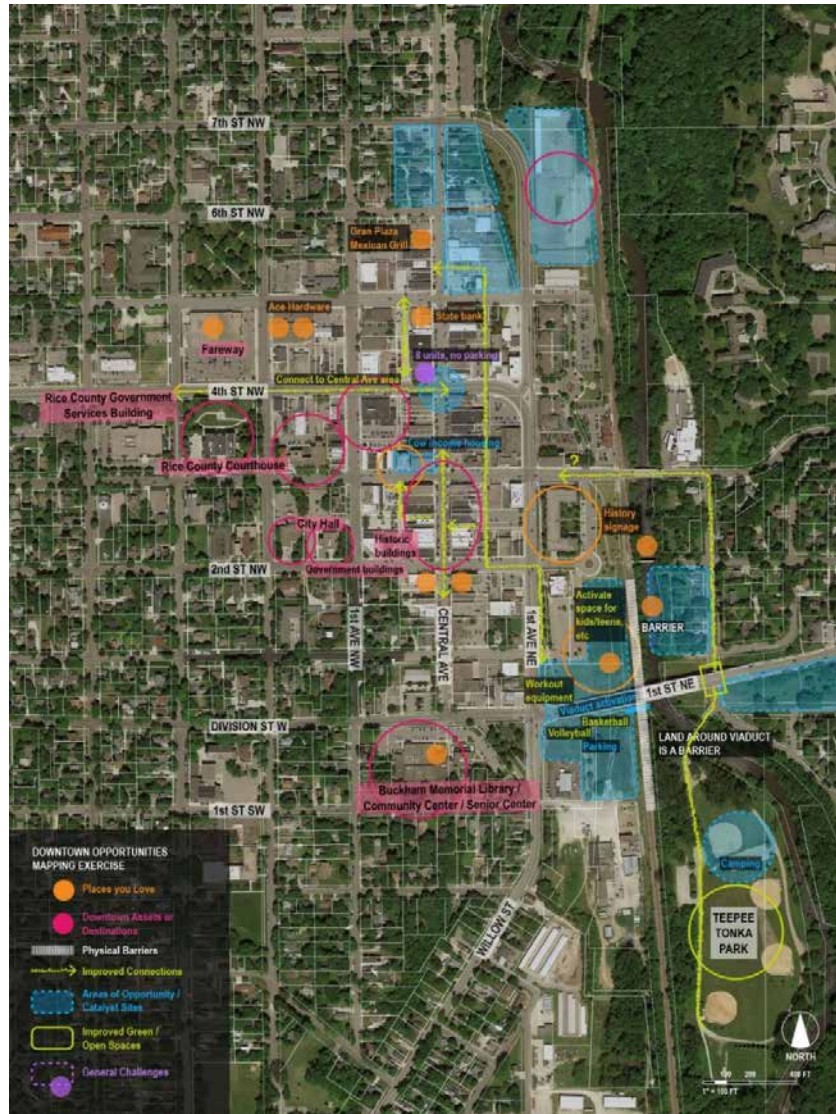 7th ST NW
6th ST NW
Gran Plaza
Mexican Grill
Ace Hardware
State bank
Fareway
8 units, no parking
Connect to Central Ave area
4th ST NW
Rice County Government
Services Building
Rice County Courthouse
Low income housing
?
City Hall
Historic
buildings
History
signage
Government buildings
2nd ST NW
1st AVE NW
CENTRAL AVE
1st AVE NE
Activate
space for
kids/teens,
etc
BARRIER
Workout
equipment
Viaduct activation
1st ST NE
Basketball
Volleyball
Parking
DIVISION ST W
LAND AROUND VIADUCT
IS A BARRIER
Buckham Memorial Library /
Community Center / Senior Center
1st ST SW
WILLOW ST
Camping
TEEPEE
TONKA
PARK
DOWNTOWN OPPORTUNITIES
MAPPING EXERCISE
Places you Love
Downtown Assets or
Destinations
Physical Barriers
Improved Connections
Areas of Opportunity /
Catalyst Sites
Improved Green /
Open Spaces
General Challenges
NORTH
100 200 400 FT